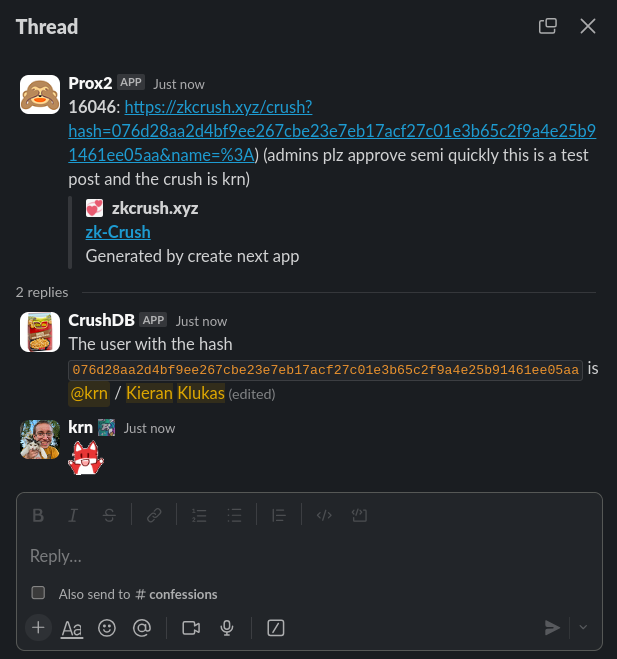 Thread
Prox2 APP Just now
16046: https://zkcrush.xyz/crush?
hash=076d28aa2d4bf9ee267cbe23e7eb17acf27c01e3b65c2f9a4e25b9
1461ee05aa&name=%3A) (admins plz approve semi quickly this is a test
post and the crush is krn)
zkcrush.xyz
zk-Crush
Generated by create next app
2 replies
CrushDB APP Just now
The user with the hash
076d28aa2d4bf9ee267cbe23e7eb17acf27c01e3b65c2f9a4e25b91461ee05aa is
@krn / Kieran Klukas (edited)
krn Just now
Reply...
Also send to # confessions